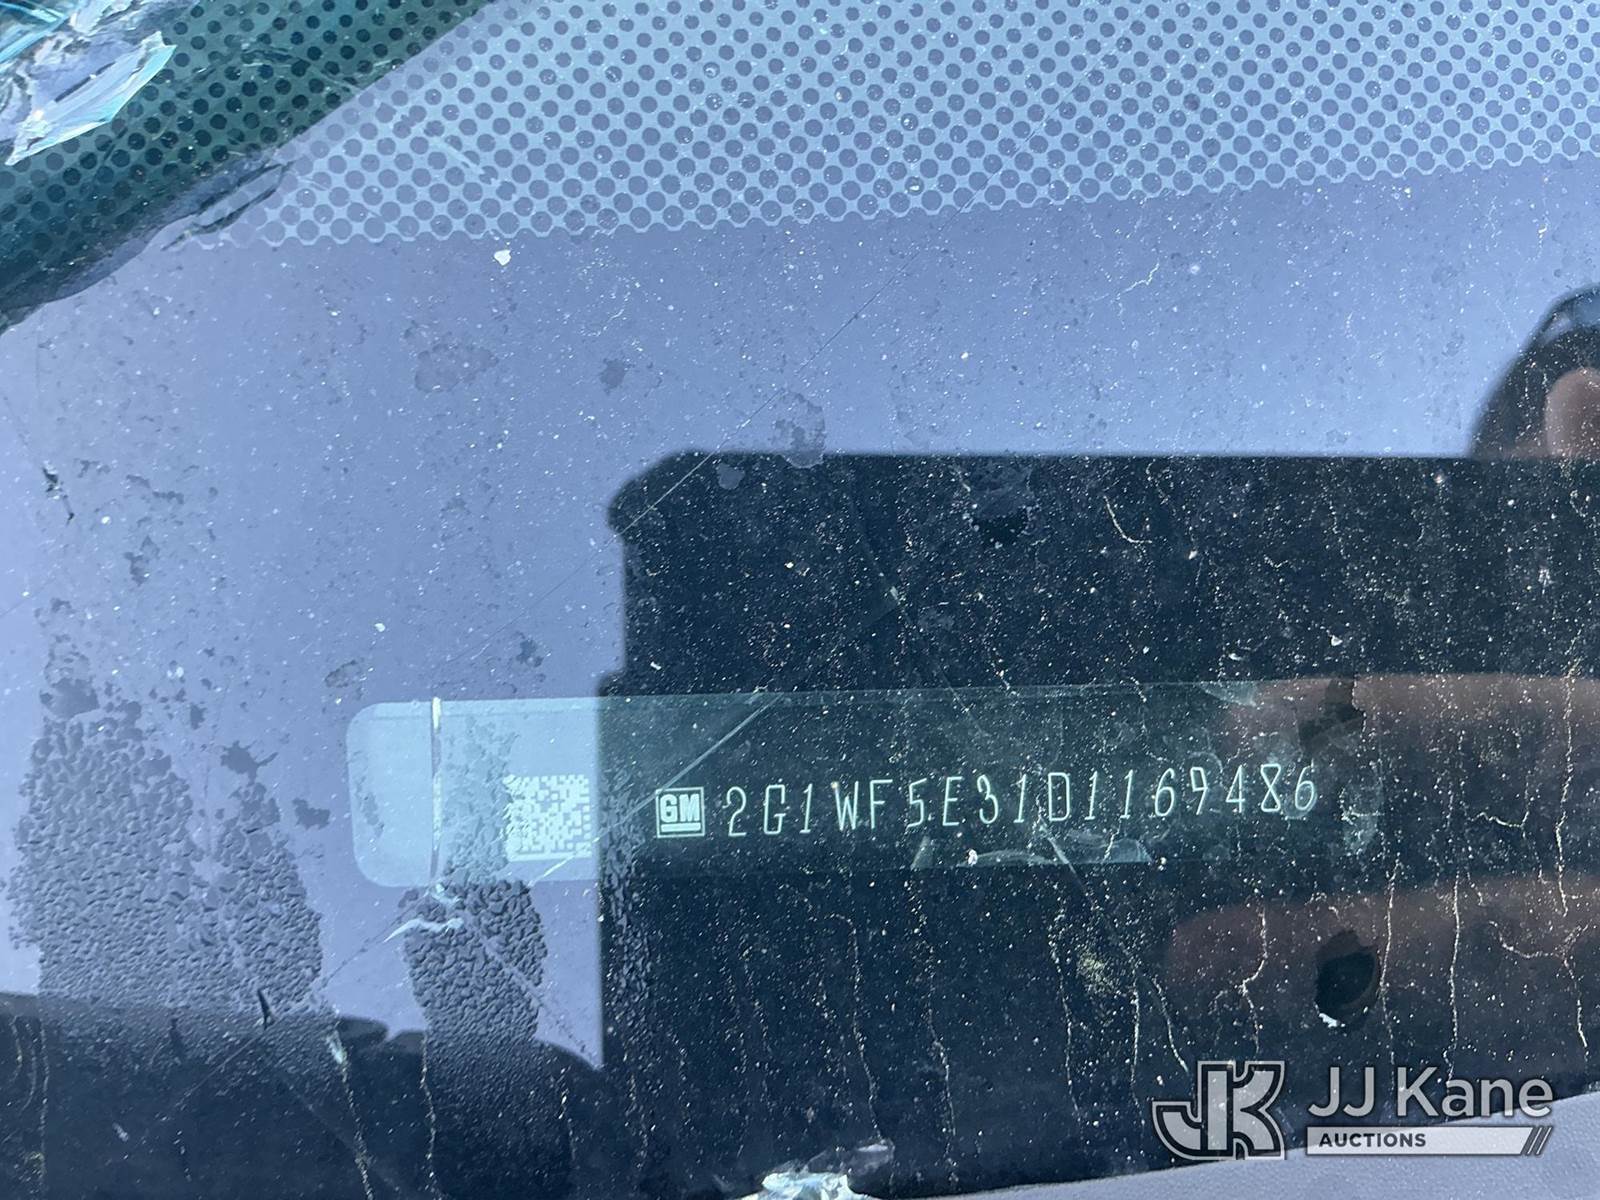 GM 2G1WF5E31D1169486
JJ Kane
AUCTIONS